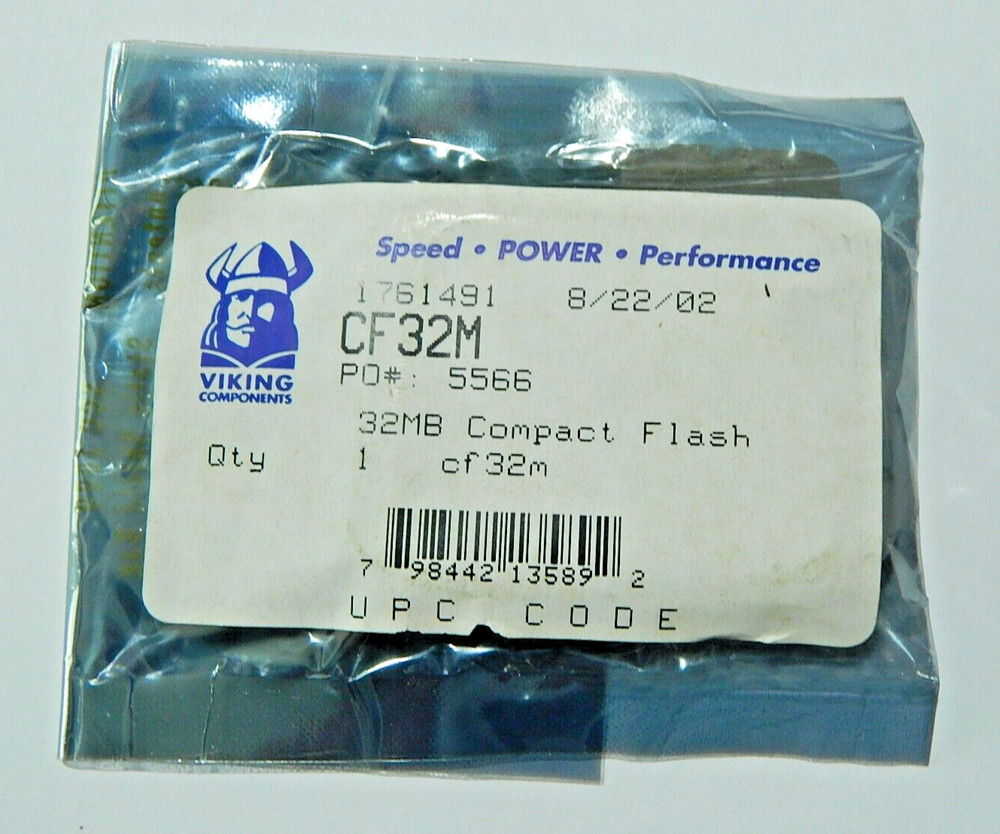 Speed • POWER • Performance
1761491 8/22/02
CF32M
PO#: 5566
VIKING
COMPONENTS
32MB Compact Flash
Qty 1 cf32m
7 98442 13589 2
UPC CODE